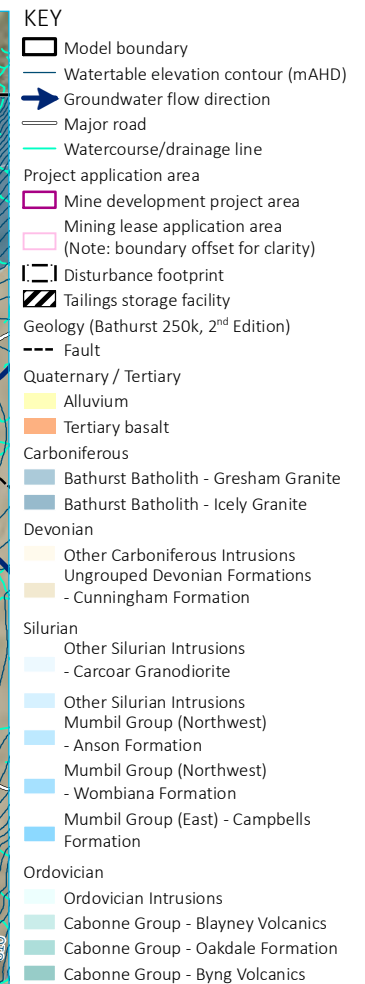 KEY
Model boundary
Watertable elevation contour (mAHD)
Groundwater flow direction
Major road
Watercourse/drainage line
Project application area
Mine development project area
Mining lease application area
(Note: boundary offset for clarity)
Disturbance footprint
Tailings storage facility
Geology (Bathurst 250k, 2nd Edition)
Fault
Quaternary / Tertiary
Alluvium
Tertiary basalt
Carboniferous
Bathurst Batholith - Gresham Granite
Bathurst Batholith - Icely Granite
Devonian
Other Carboniferous Intrusions
Ungrouped Devonian Formations
- Cunningham Formation
Silurian
Other Silurian Intrusions
- Carcoar Granodiorite
Other Silurian Intrusions
Mumbil Group (Northwest)
- Anson Formation
Mumbil Group (Northwest)
- Wombiana Formation
Mumbil Group (East) - Campbells
Formation
Ordovician
Ordovician Intrusions
Cabonne Group - Blayney Volcanics
Cabonne Group - Oakdale Formation
Cabonne Group - Byng Volcanics